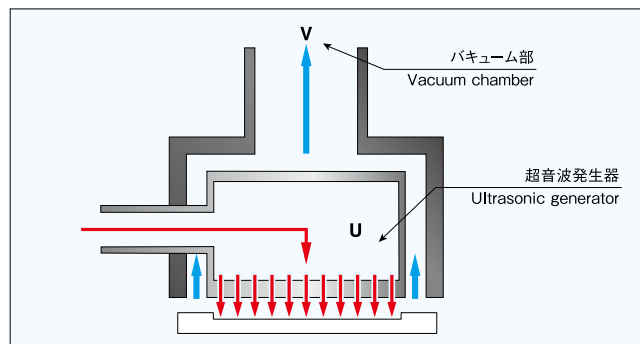 V
バキューム部
Vacuum chamber
超音波発生器
Ultrasonic generator
U